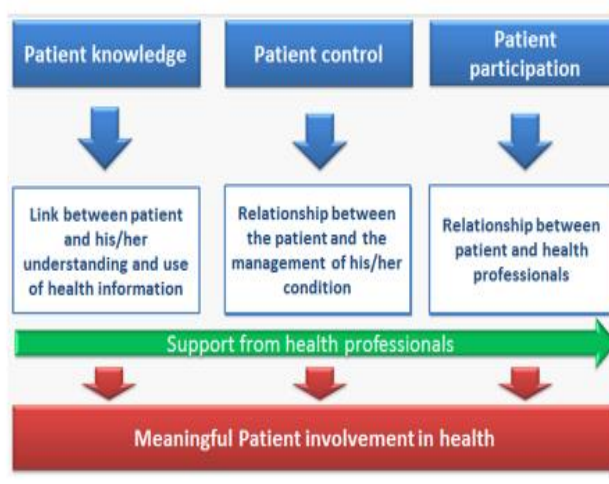 Patient knowledge
Patient control
Patient
participation
Link between patient
and his/her
understanding and use
of health information
Relationship between
the patient and the
management of his/her
condition
Relationship between
patient and health
professionals
Support from health professionals
Meaningful Patient involvement in health